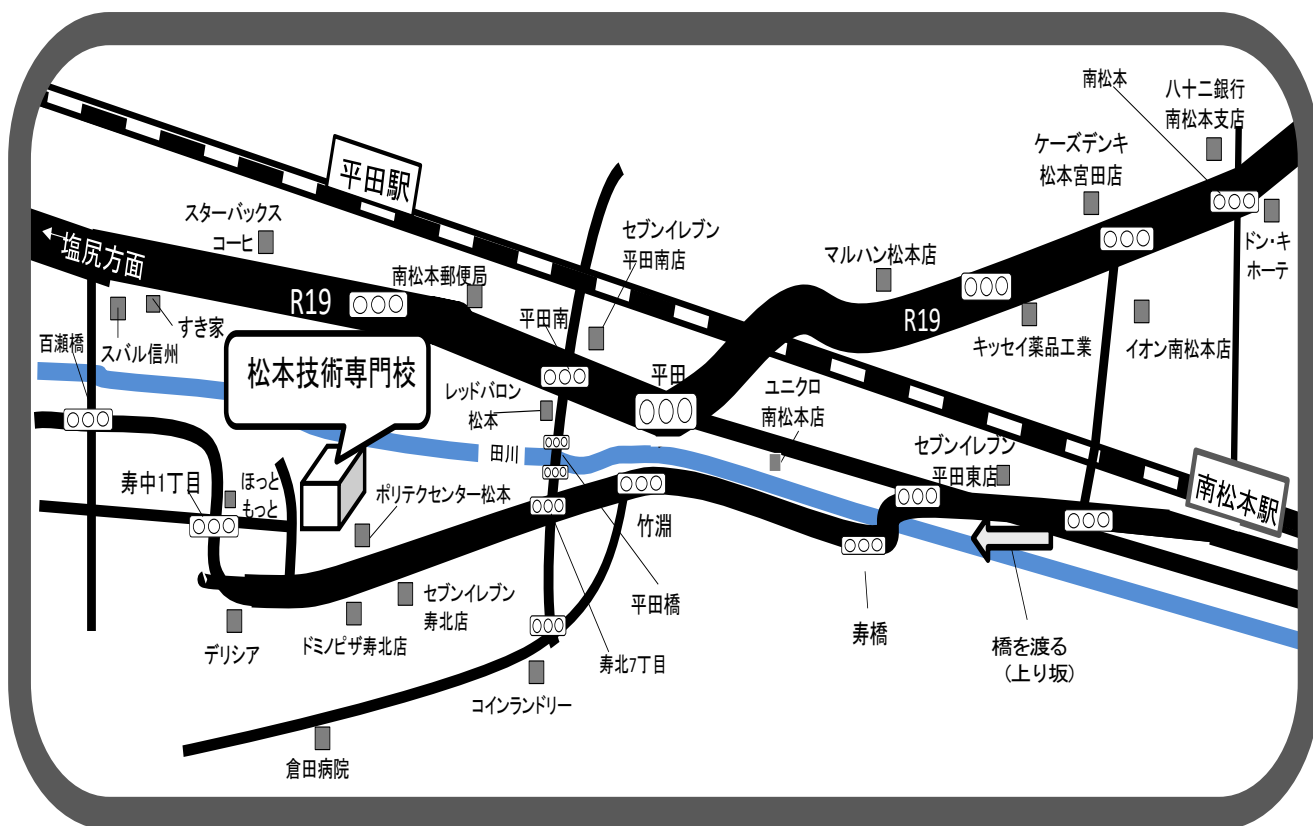 南松本
八十二銀行
南松本支店
ケーズデンキ
松本宮田店
平田駅
スターバックス
コーヒ
セブンイレブン
平田南店
ドン・キ
ホーテ
←塩尻方面
マルハン松本店
南松本郵便局
R19
平田南
R19
すき家
百瀬橋
スバル信州
キッセイ薬品工業
イオン南松本店
松本技術専門校
平田
レッドバロン
松本
ユニクロ
南松本店
田川
セブンイレブン
平田東店
寿中1丁目
ほっと
もっと
ポリテクセンター松本
南松本駅
竹淵
セブンイレブン
寿北店
平田橋
寿橋
デリシア
ドミノピザ寿北店
寿北7丁目
橋を渡る
(上り坂)
コインランドリー
倉田病院